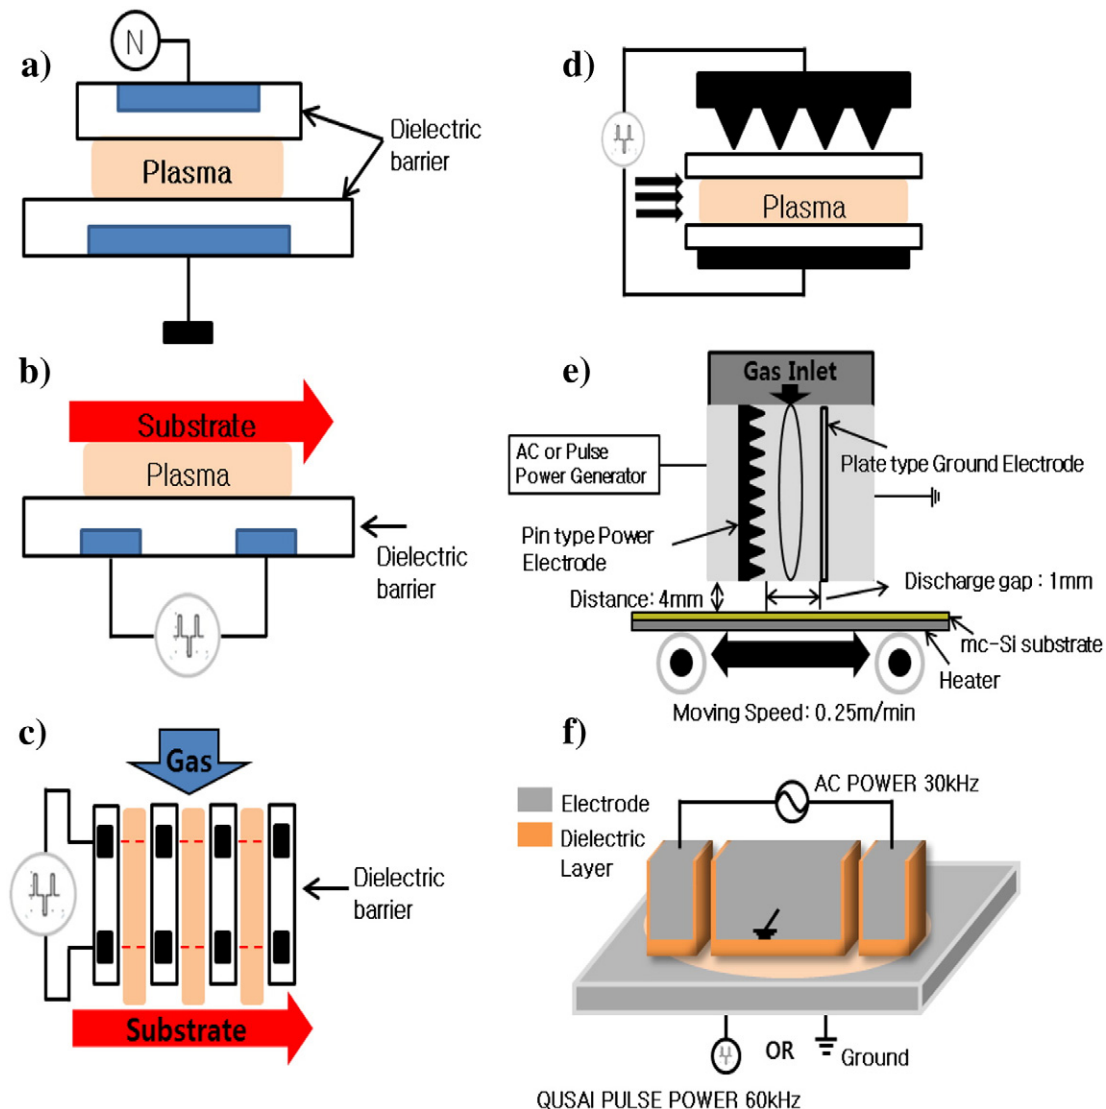 a)
N
Dielectric
barrier
Plasma
b)
Substrate
Plasma
Dielectric
barrier
c)
Gas
Dielectric
barrier
Substrate
d)
Plasma
e)
Gas Inlet
AC or Pulse
Power Generator
Plate type Ground Electrode
Pin type Power
Electrode
Discharge gap : 1mm
Distance: 4mm
mc-Si substrate
Heater
Moving Speed: 0.25m/min
f)
AC POWER 30kHz
Electrode
Dielectric
Layer
OR
Ground
QUSAI PULSE POWER 60kHz